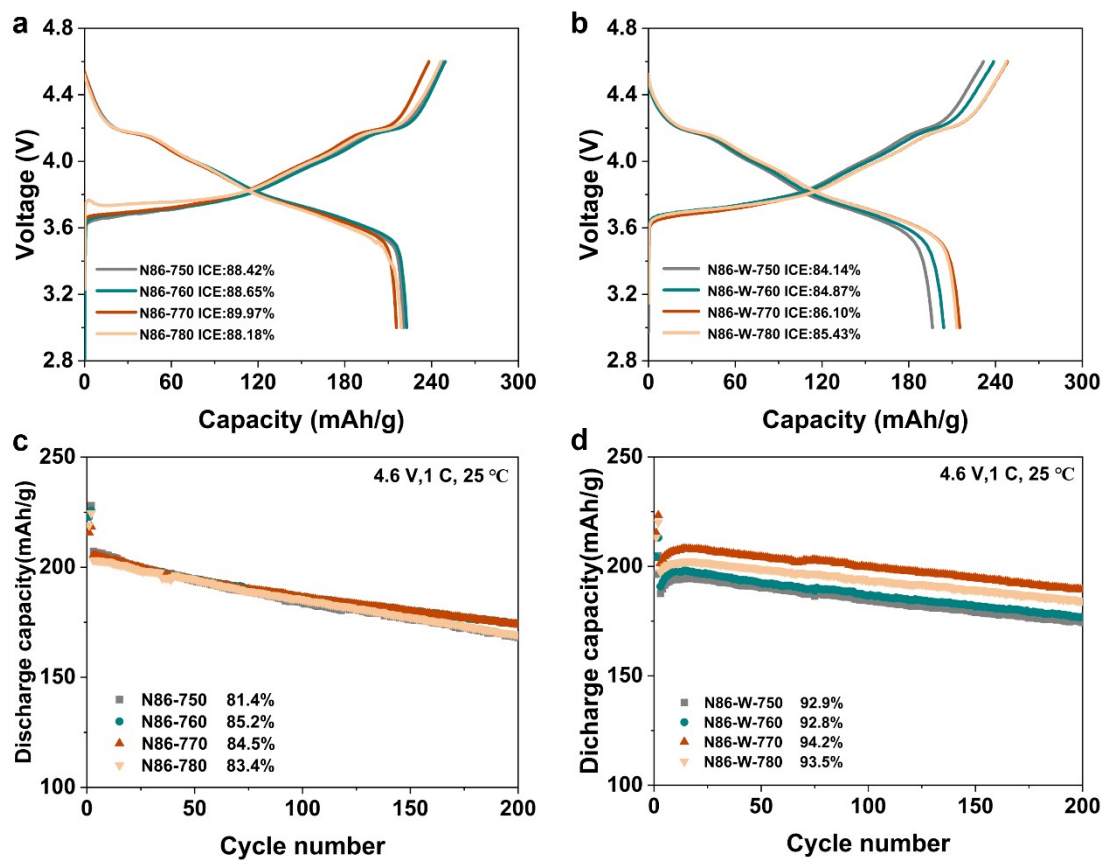 a
4.8
4.4
4.0
3.6
3.2
2.8
Voltage (V)
N86-750 ICE:88.42%
N86-760 ICE:88.65%
N86-770 ICE:89.97%
N86-780 ICE:88.18%
0 60 120 180 240 300
Capacity (mAh/g)
b
4.8
4.4
4.0
3.6
3.2
2.8
Voltage (V)
N86-W-750 ICE:84.14%
N86-W-760 ICE:84.87%
N86-W-770 ICE:86.10%
N86-W-780 ICE:85.43%
0 60 120 180 240 300
Capacity (mAh/g)
c
250
200
150
100
Discharge capacity(mAh/g)
4.6 V,1 C, 25 ℃
N86-750 81.4%
N86-760 85.2%
N86-770 84.5%
N86-780 83.4%
0 50 100 150 200
Cycle number
d
250
200
150
100
Dicharge capacity(mAh/g)
4.6 V,1 C, 25 ℃
N86-W-750 92.9%
N86-W-760 92.8%
N86-W-770 94.2%
N86-W-780 93.5%
0 50 100 150 200
Cycle number